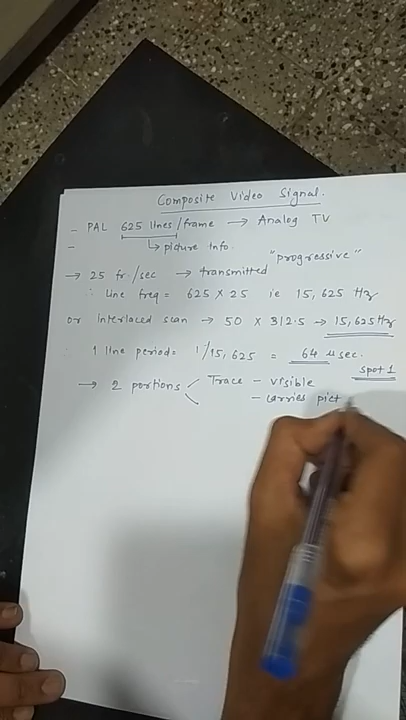 Composite Video Signal.
- PAL 625 lines/frame → Analog TV
- ↳ picture Info.
→ 25 fr./sec → transmitted "progressive"
∴ Line freq = 625 X 25 ie 15,625 Hz
or interlaced scan → 50 X 312.5 → 15,625 Hz
∴ 1 line period = 1/15,625 = 64 μsec.
spot 1
→ 2 portions Trace - visible
- carries pict